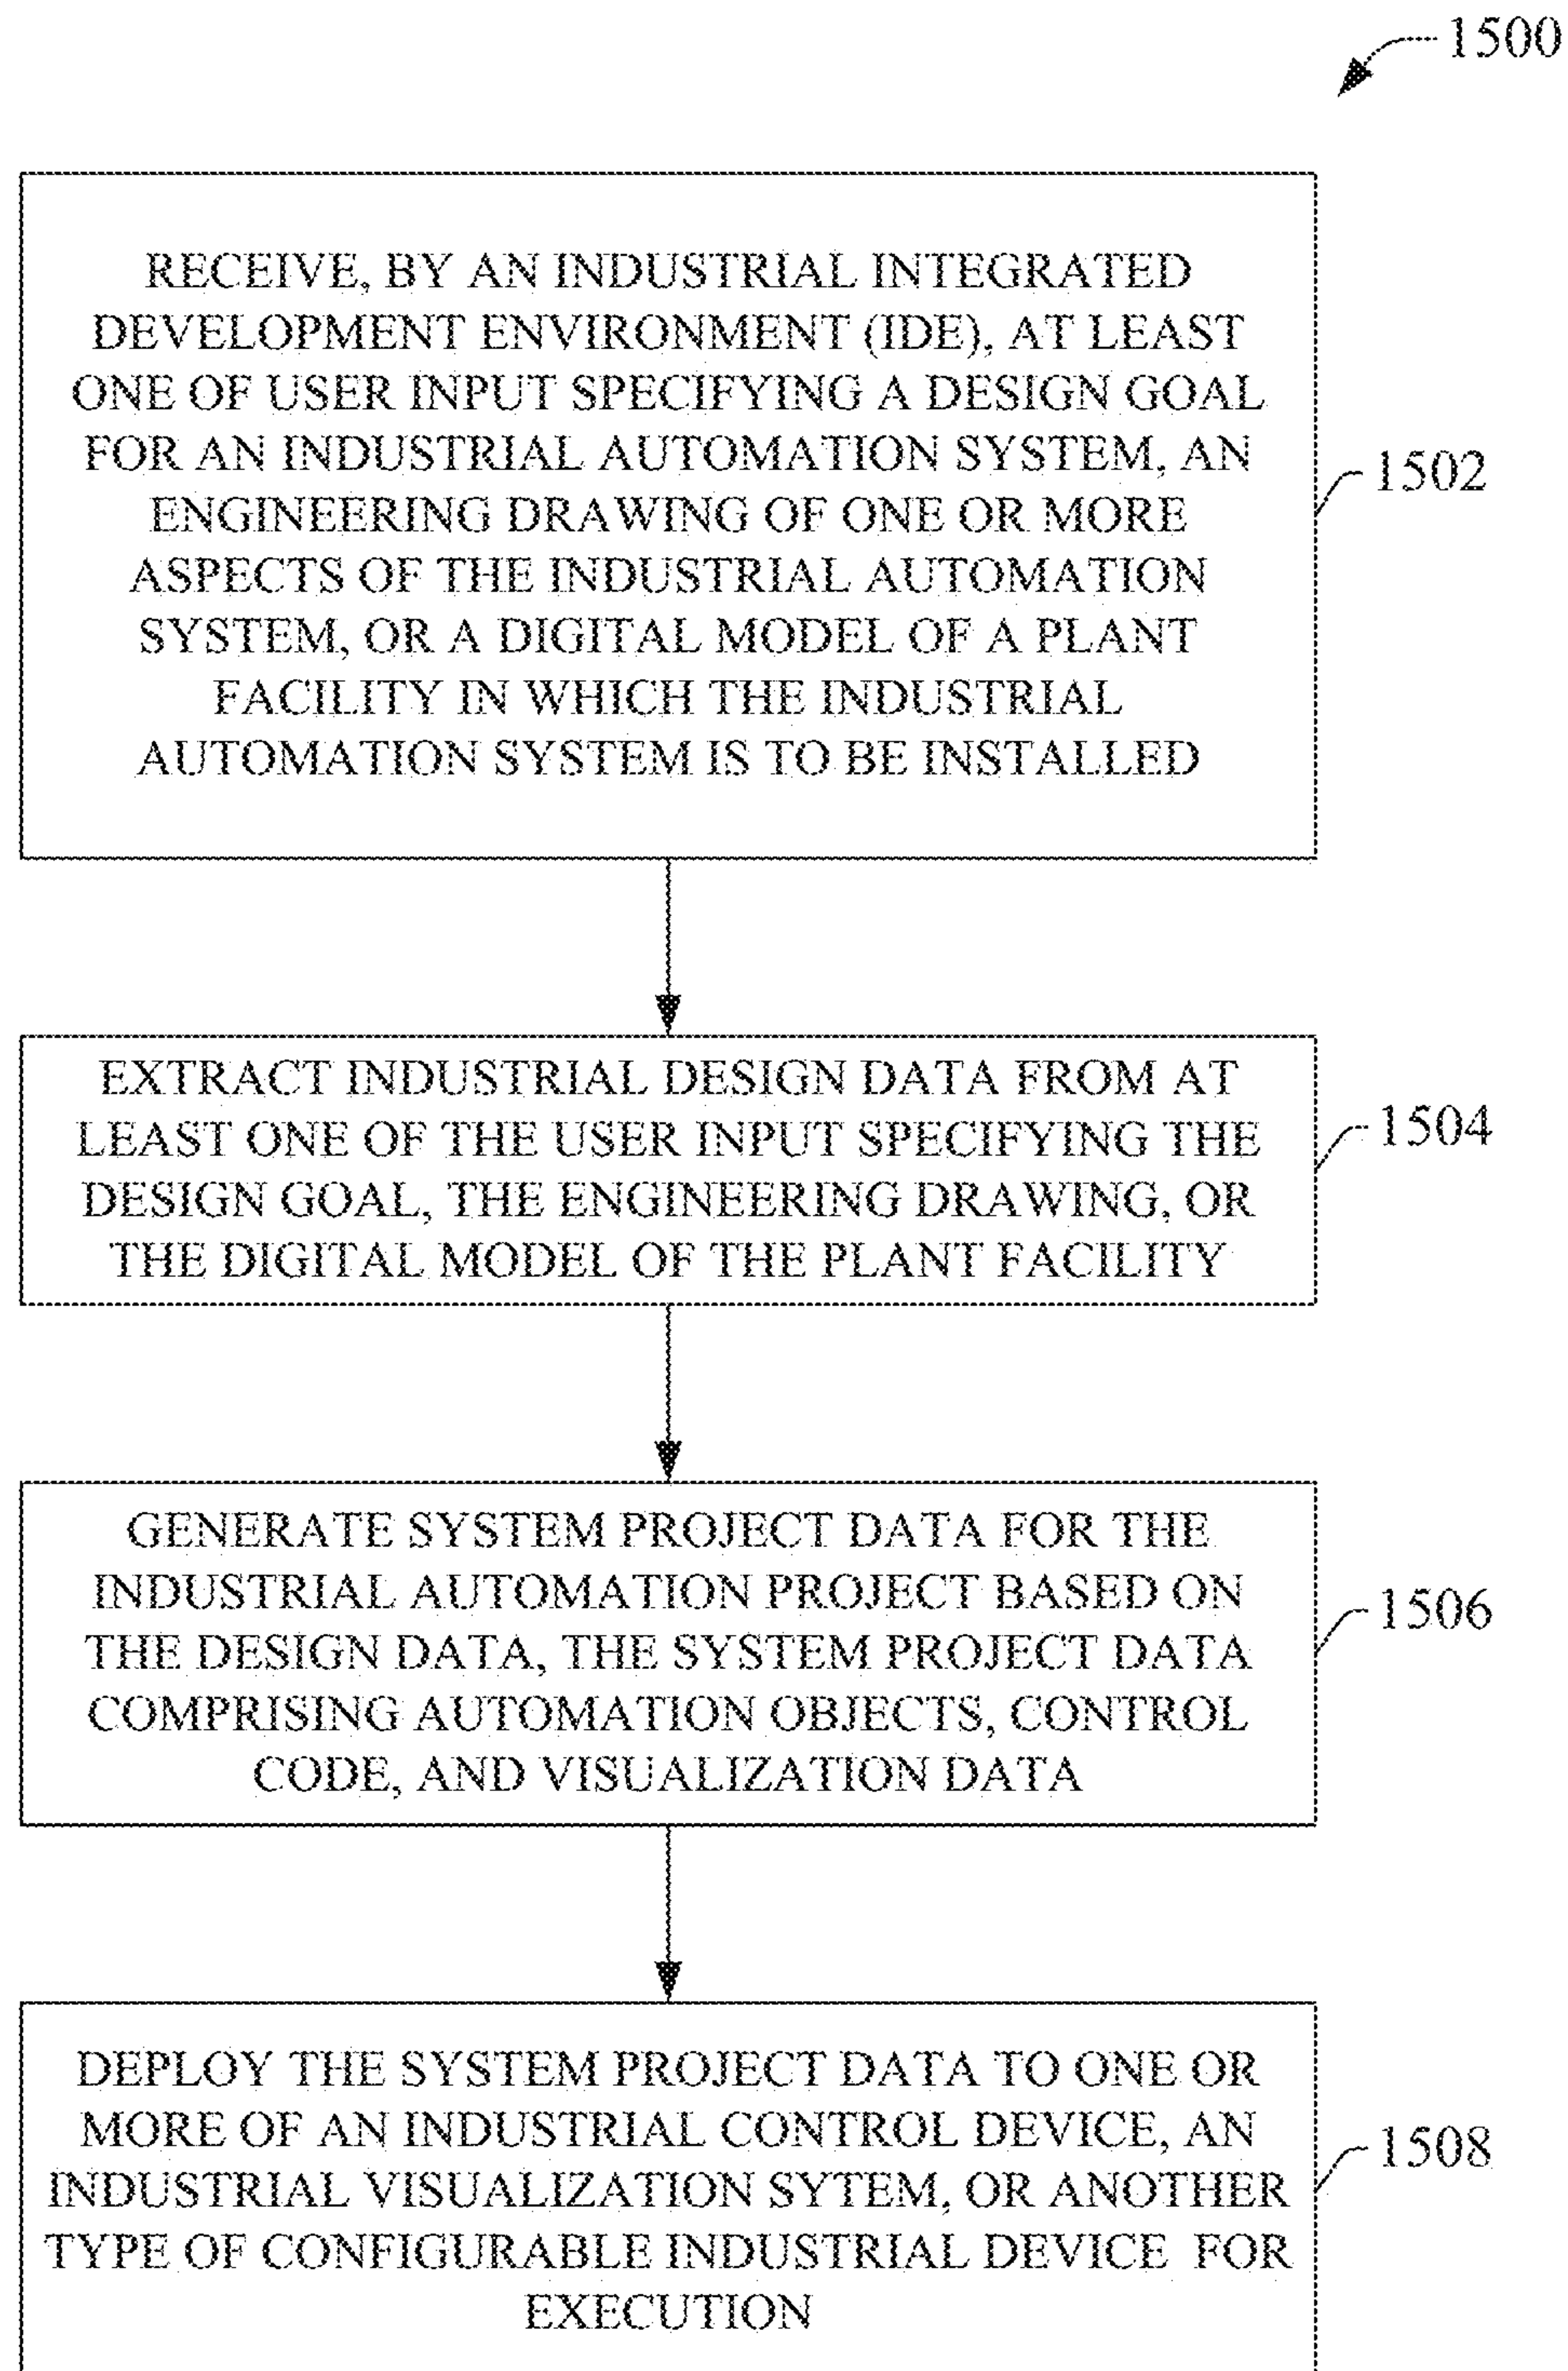 1500
RECEIVE, BY AN INDUSTRIAL INTEGRATED
DEVELOPMENT ENVIRONMENT (IDE), AT LEAST
ONE OF USER INPUT SPECIFYING A DESIGN GOAL
FOR AN INDUSTRIAL AUTOMATION SYSTEM, AN
ENGINEERING DRAWING OF ONE OR MORE
ASPECTS OF THE INDUSTRIAL AUTOMATION
SYSTEM, OR A DIGITAL MODEL OF A PLANT
FACILITY IN WHICH THE INDUSTRIAL
AUTOMATION SYSTEM IS TO BE INSTALLED
1502
EXTRACT INDUSTRIAL DESIGN DATA FROM AT
LEAST ONE OF THE USER INPUT SPECIFYING THE
DESIGN GOAL, THE ENGINEERING DRAWING, OR
THE DIGITAL MODEL OF THE PLANT FACILITY
1504
GENERATE SYSTEM PROJECT DATA FOR THE
INDUSTRIAL AUTOMATION PROJECT BASED ON
THE DESIGN DATA, THE SYSTEM PROJECT DATA
COMPRISING AUTOMATION OBJECTS, CONTROL
CODE, AND VISUALIZATION DATA
1506
DEPLOY THE SYSTEM PROJECT DATA TO ONE OR
MORE OF AN INDUSTRIAL CONTROL DEVICE, AN
INDUSTRIAL VISUALIZATION SYTEM, OR ANOTHER
TYPE OF CONFIGURABLE INDUSTRIAL DEVICE FOR
EXECUTION
1508